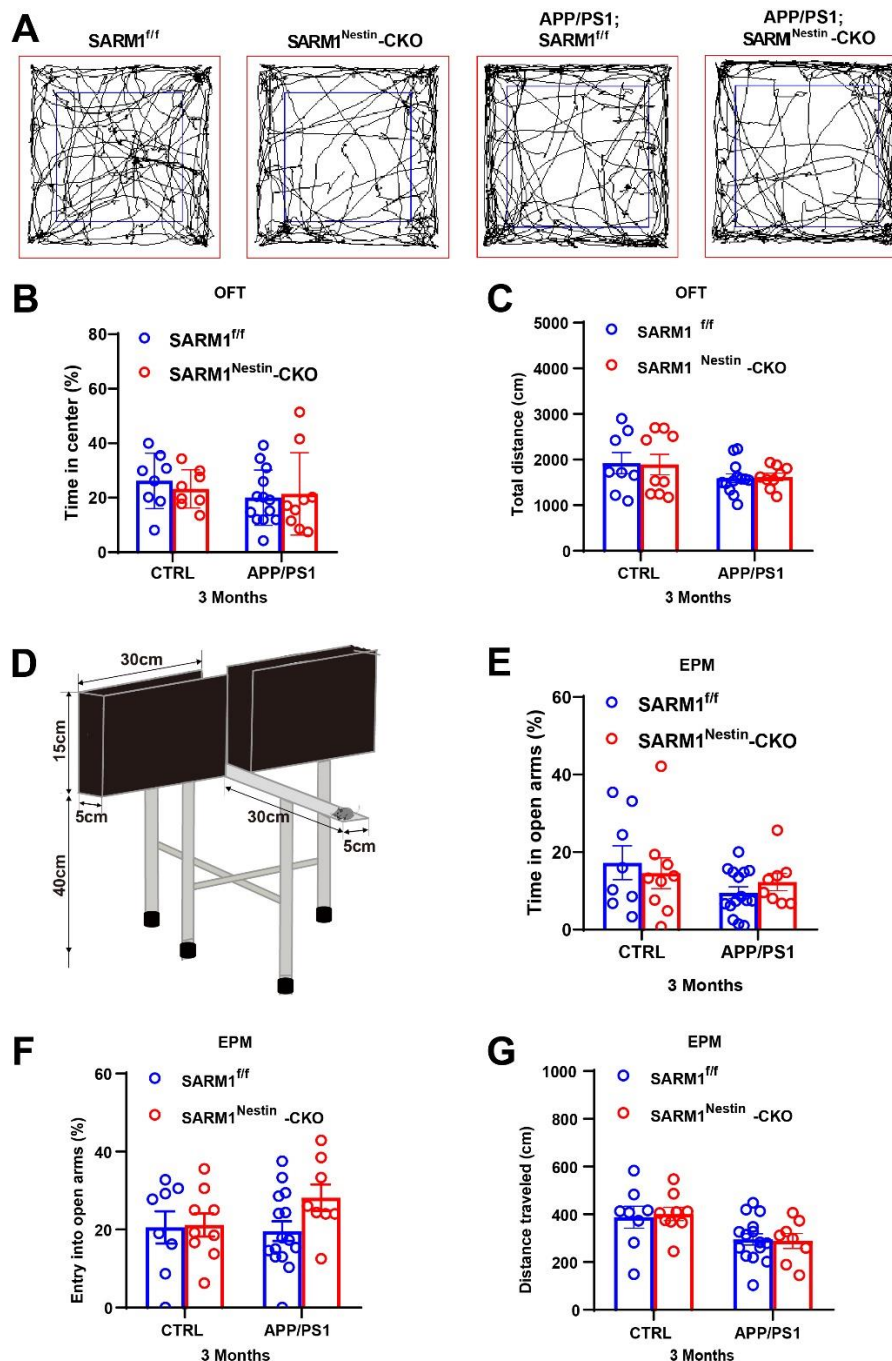 A
SARM1f/f
SARM1Nestin-CKO
APP/PS1;
SARM1f/f
APP/PS1;
SARM1Nestin-CKO
B
OFT
Time in center (%)
80
60
40
20
0
SARM1f/f
SARM1Nestin-CKO
CTRL
APP/PS1
3 Months
C
OFT
Total distance (cm)
5000
4000
3000
2000
1000
0
SARM1 f/f
SARM1 Nestin -CKO
CTRL
APP/PS1
3 Months
D
30cm
15cm
5cm
40cm
30cm
5cm
E
EPM
Time in open arms (%)
60
40
20
0
SARM1f/f
SARM1Nestin-CKO
CTRL
APP/PS1
3 Months
F
EPM
Entry into open arms (%)
60
40
20
0
SARM1f/f
SARM1Nestin -CKO
CTRL
APP/PS1
3 Months
G
EPM
Distance traveled (cm)
1000
800
600
400
200
0
SARM1f/f
SARM1Nestin -CKO
CTRL
APP/PS1
3 Months